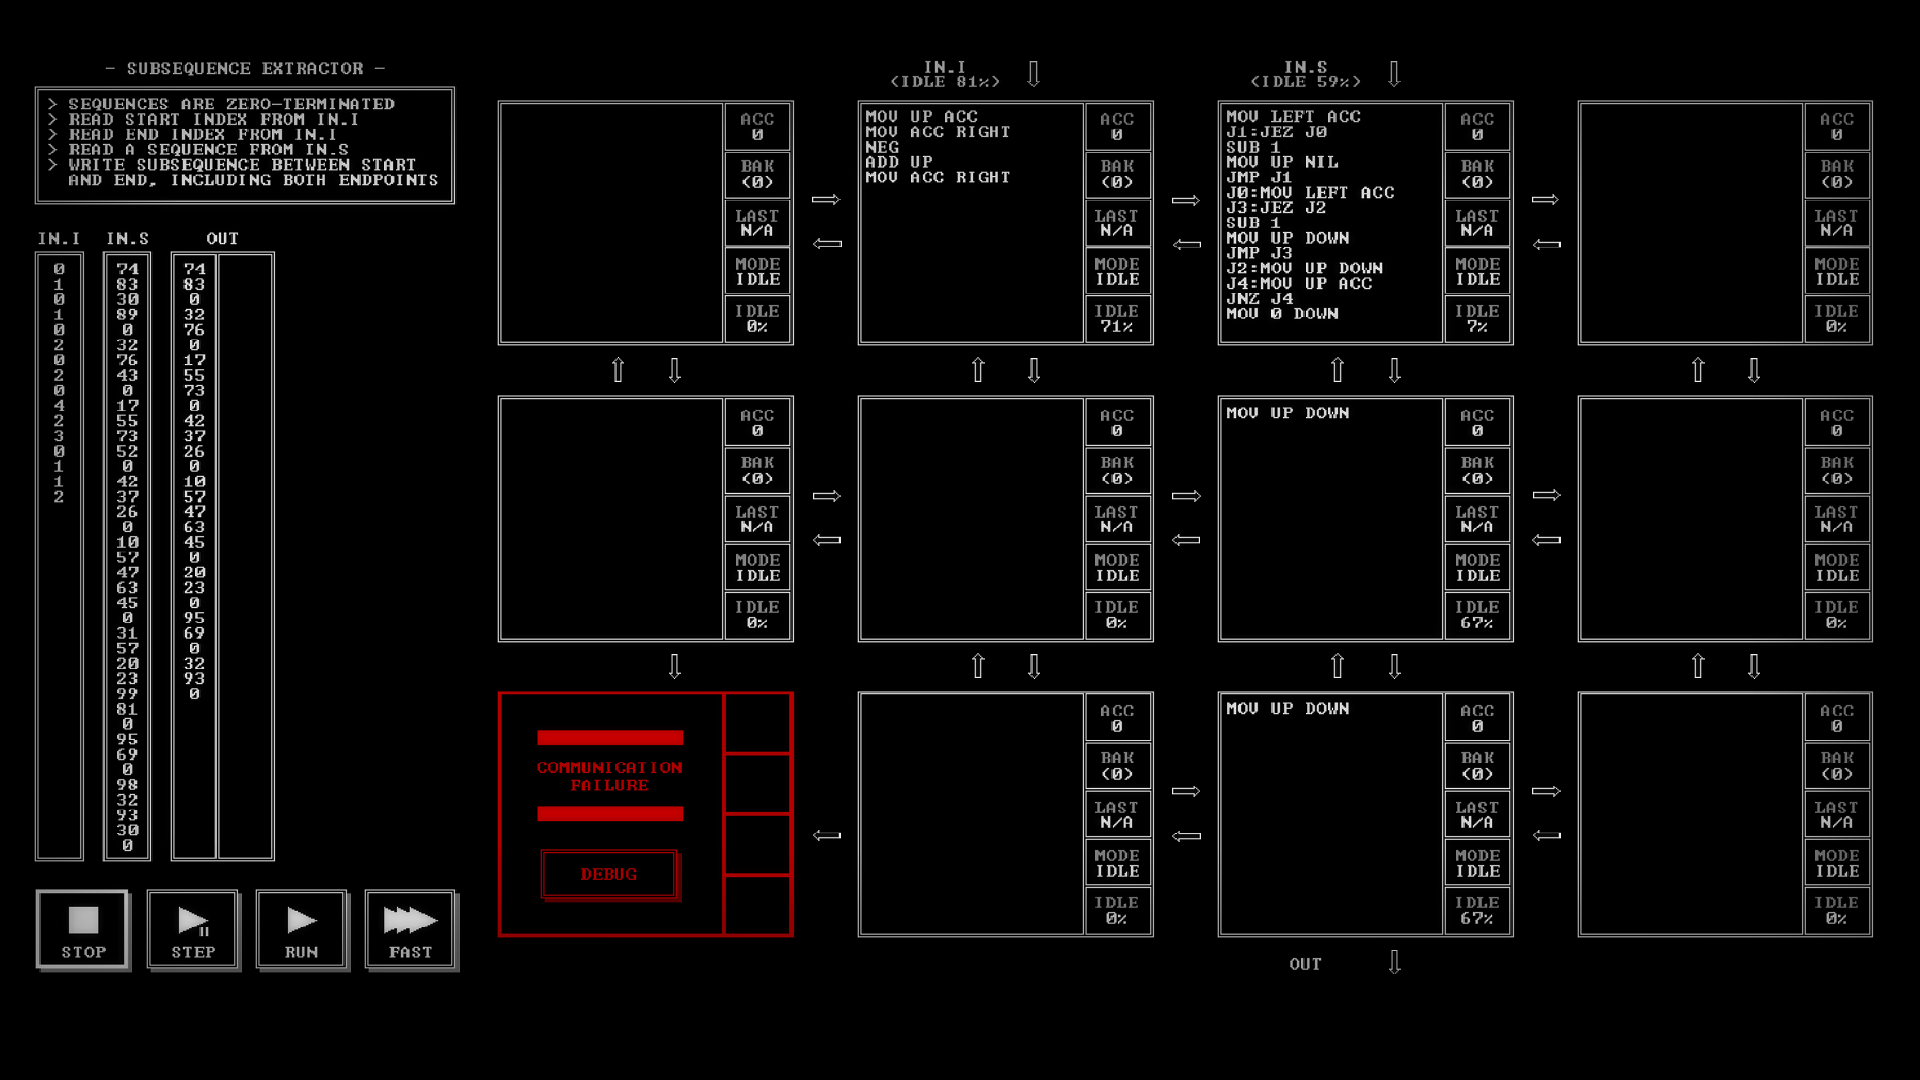 - SUBSEQUENCE EXTRACTOR -
> SEQUENCES ARE ZERO-TERMINATED
> READ START INDEX FROM IN.I
> READ END INDEX FROM IN.I
> READ A SEQUENCE FROM IN.S
> WRITE SUBSEQUENCE BETWEEN START
AND END, INCLUDING BOTH ENDPOINTS
IN.I IN.S OUT
0 74 74
1 83 83
0 30 0
1 89 32
0 0 76
2 32 0
0 76 17
2 43 55
0 0 73
4 17 0
2 55 42
3 73 37
0 52 26
1 0 0
1 42 10
2 37 57
26 47
0 63
10 45
57 0
47 20
63 23
45 0
0 95
31 69
57 0
20 32
23 93
99 0
81
0
95
69
0
98
32
93
30
0
STOP
STEP
RUN
FAST
ACC
0
BAK
(0)
LAST
N/A
MODE
IDLE
IDLE
0%
IN.I
(IDLE 81%)
MOV UP ACC
MOV ACC RIGHT
NEG
ADD UP
MOV ACC RIGHT
ACC
0
BAK
(0)
LAST
N/A
MODE
IDLE
IDLE
71%
IN.S
(IDLE 59%)
MOV LEFT ACC
J1:JEZ J0
SUB 1
MOV UP NIL
JMP J1
J0:MOV LEFT ACC
J3:JEZ J2
SUB 1
MOV UP DOWN
JMP J3
J2:MOV UP DOWN
J4:MOV UP ACC
JNZ J4
MOV 0 DOWN
ACC
0
BAK
(0)
LAST
N/A
MODE
IDLE
IDLE
7%
ACC
0
BAK
(0)
LAST
N/A
MODE
IDLE
IDLE
0%
ACC
0
BAK
(0)
LAST
N/A
MODE
IDLE
IDLE
0%
ACC
0
BAK
(0)
LAST
N/A
MODE
IDLE
IDLE
0%
MOV UP DOWN
ACC
0
BAK
(0)
LAST
N/A
MODE
IDLE
IDLE
67%
ACC
0
BAK
(0)
LAST
N/A
MODE
IDLE
IDLE
0%
COMMUNICATION
FAILURE
DEBUG
ACC
0
BAK
(0)
LAST
N/A
MODE
IDLE
IDLE
0%
MOV UP DOWN
ACC
0
BAK
(0)
LAST
N/A
MODE
IDLE
IDLE
67%
ACC
0
BAK
(0)
LAST
N/A
MODE
IDLE
IDLE
0%
OUT